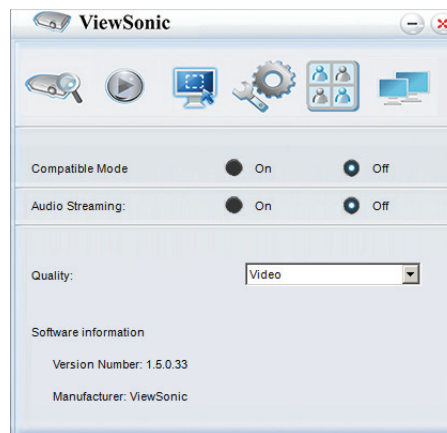 ViewSonic
Compatible Mode On Off
Audio Streaming: On Off
Quality: Video
Software information
Version Number: 1.5.0.33
Manufacturer: ViewSonic